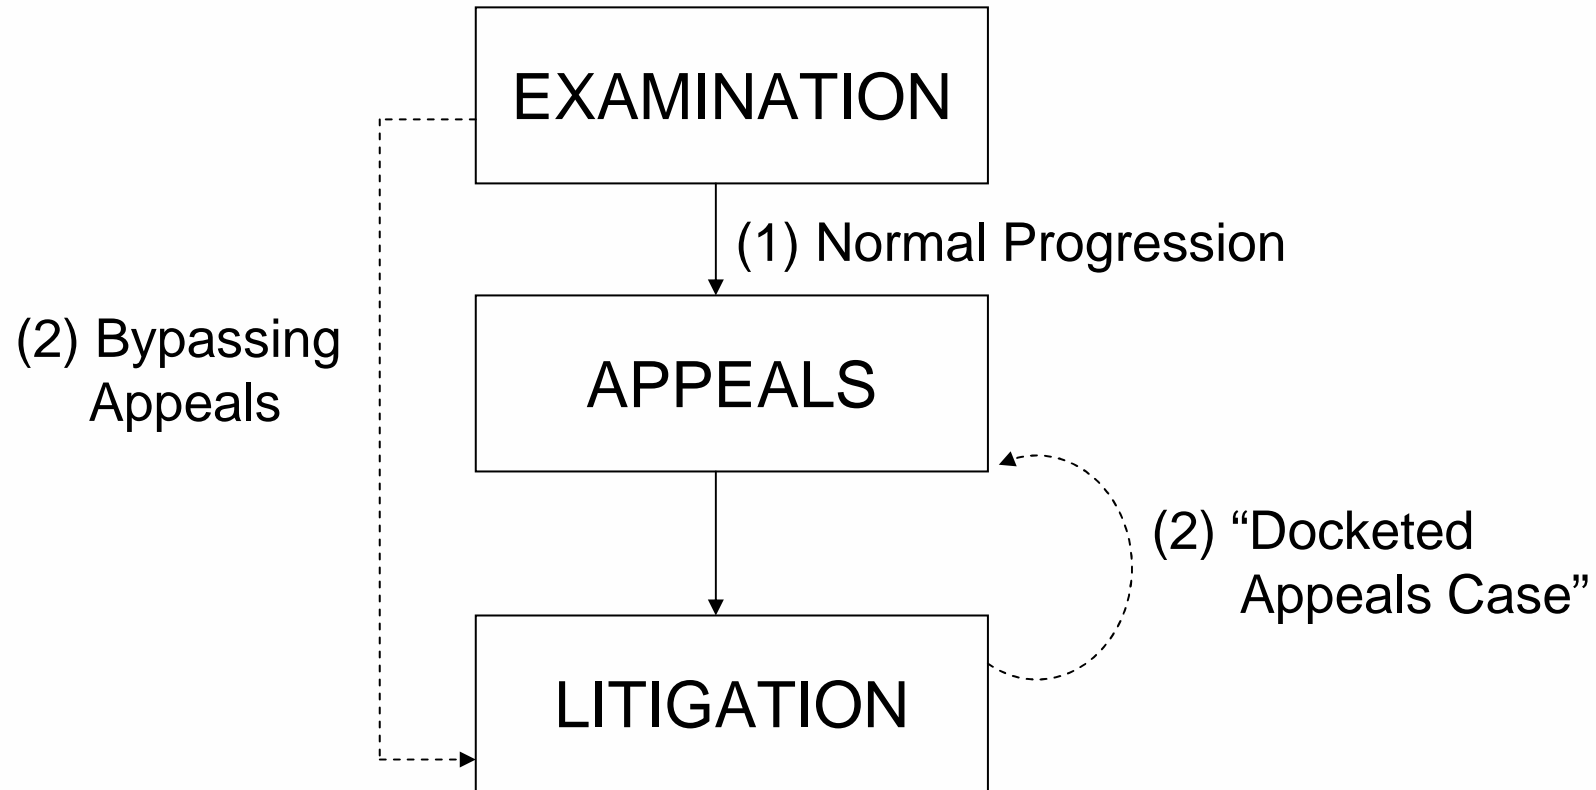 EXAMINATION
(1) Normal Progression
(2) Bypassing
Appeals
APPEALS
(2) “Docketed
Appeals Case”
LITIGATION